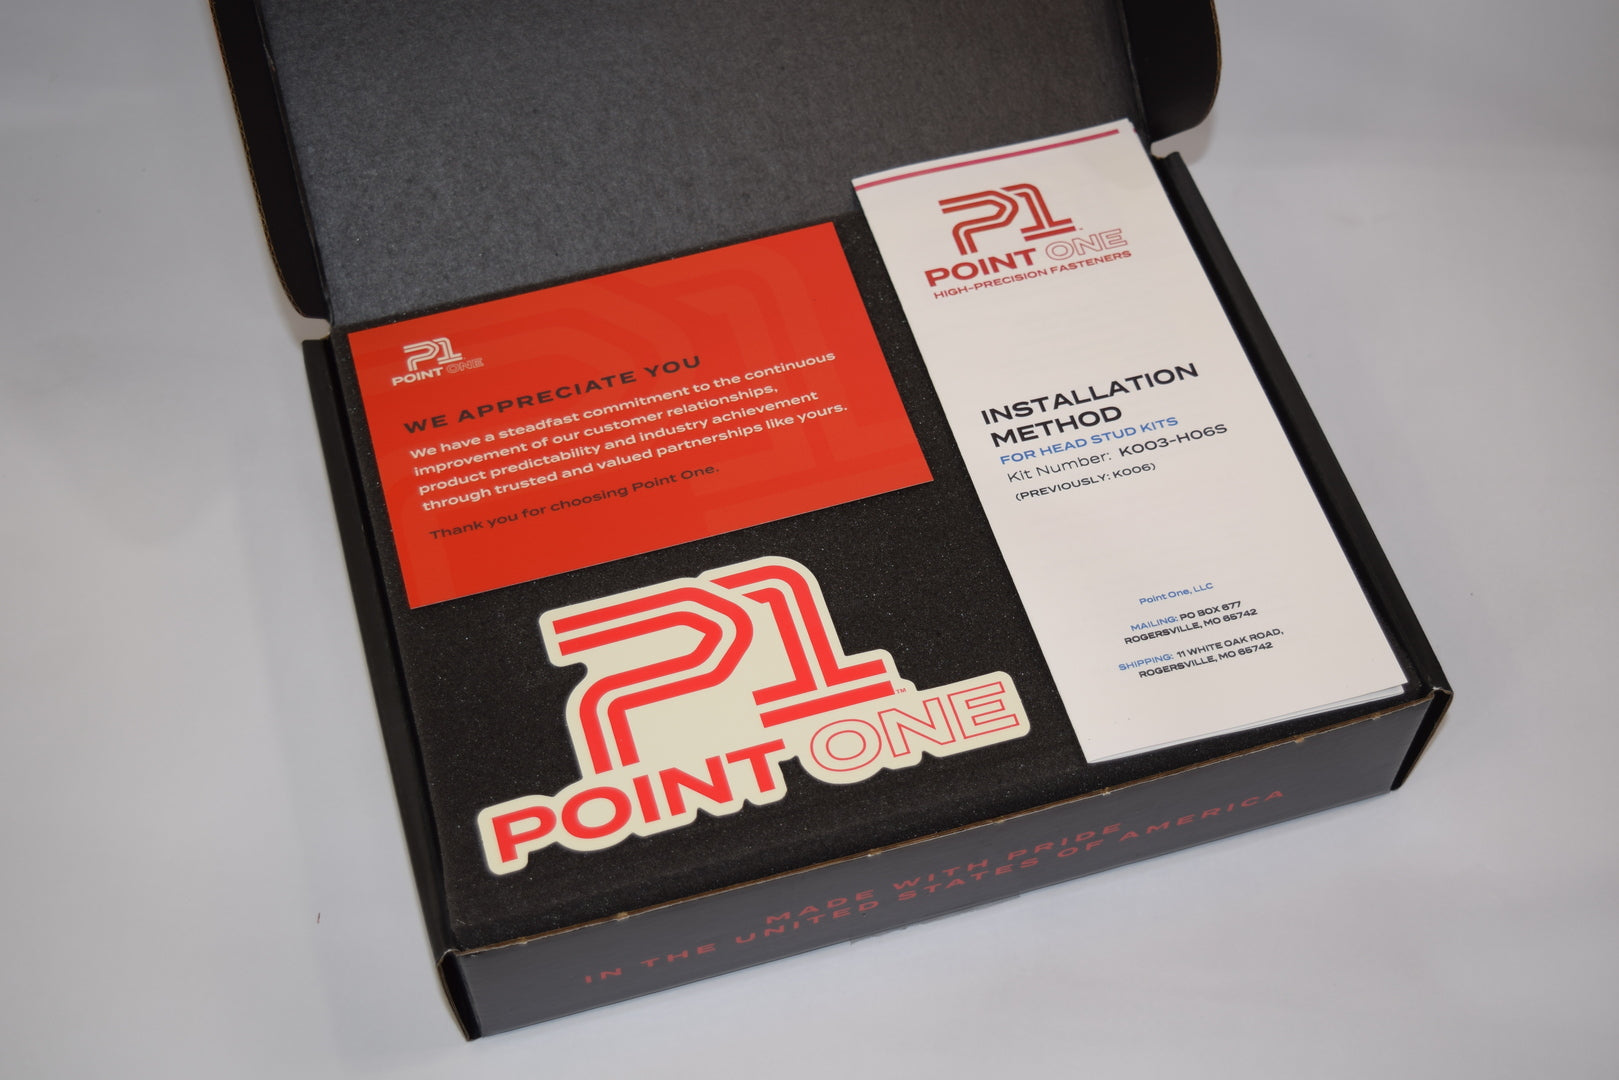 P1
POINT ONE
WE APPRECIATE YOU
We have a steadfast commitment to the continuous
improvement of our customer relationships,
product predictability and industry achievement
through trusted and valued partnerships like yours.
Thank you for choosing Point One.
P1
POINT ONE
HIGH-PRECISION FASTENERS
INSTALLATION
METHOD
FOR HEAD STUD KITS
Kit Number: K003-H06S
(PREVIOUSLY: K006)
Point One, LLC
MAILING: PO BOX 677
ROGERSVILLE, MO 65742
SHIPPING: 11 WHITE OAK ROAD,
ROGERSVILLE, MO 65742
P1™
POINT ONE
MADE WITH PRIDE
IN THE UNITED STATES OF AMERICA